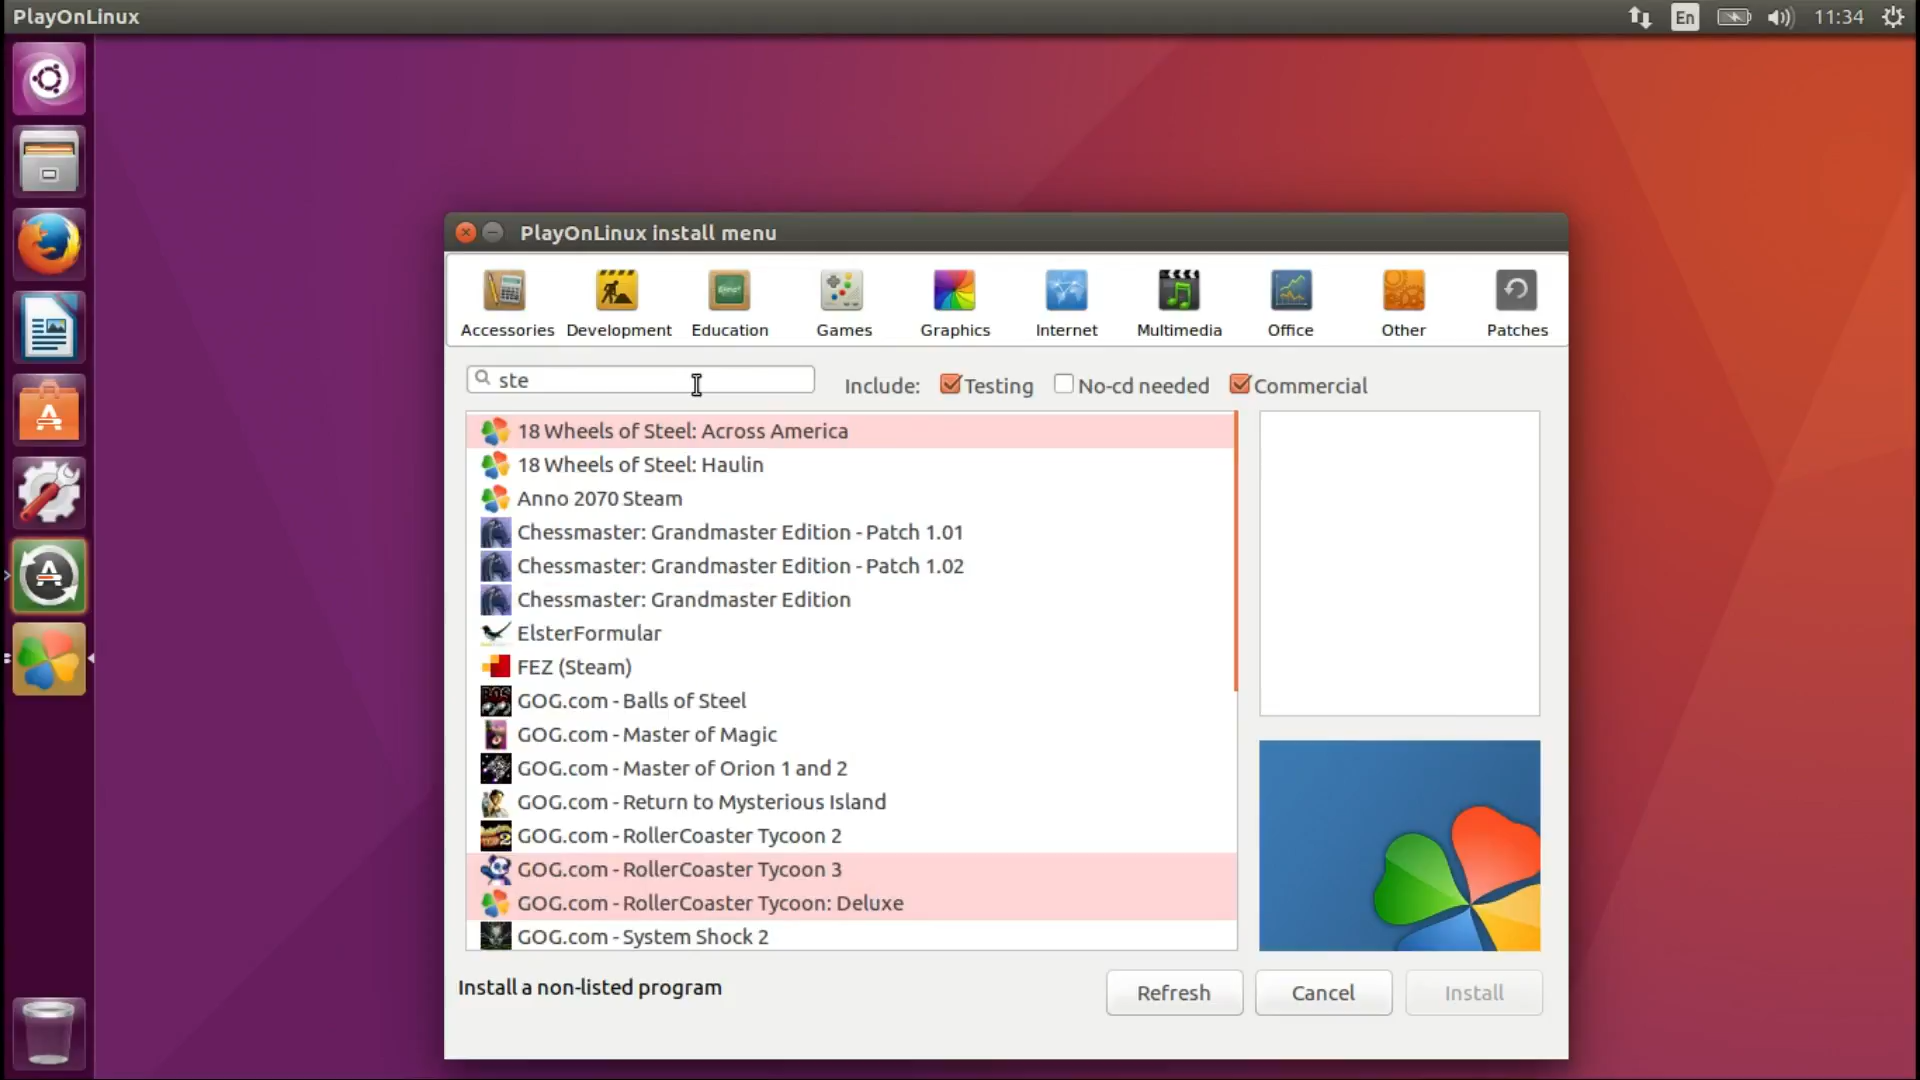 PlayOnLinux
En
11:34
PlayOnLinux install menu
Accessories Development Education Games Graphics Internet Multimedia Office Other Patches
ste Include: Testing No-cd needed Commercial
18 Wheels of Steel: Across America
18 Wheels of Steel: Haulin
Anno 2070 Steam
Chessmaster: Grandmaster Edition - Patch 1.01
Chessmaster: Grandmaster Edition - Patch 1.02
Chessmaster: Grandmaster Edition
ElsterFormular
FEZ (Steam)
GOG.com - Balls of Steel
GOG.com - Master of Magic
GOG.com - Master of Orion 1 and 2
GOG.com - Return to Mysterious Island
GOG.com - RollerCoaster Tycoon 2
GOG.com - RollerCoaster Tycoon 3
GOG.com - RollerCoaster Tycoon: Deluxe
GOG.com - System Shock 2
Install a non-listed program
Refresh Cancel Install